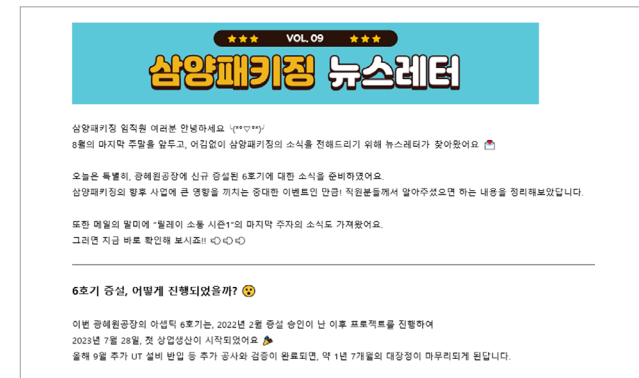 VOL. 09
삼양패키징 뉴스레터
삼양패키징 임직원 여러분 안녕하세요 ╰(*°▽°*)╯
8월의 마지막 주말을 앞두고, 어김없이 삼양패키징의 소식을 전해드리기 위해 뉴스레터가 찾아왔어요 💌
오늘은 특별히, 광혜원공장에 신규 증설된 6호기에 대한 소식을 준비하였어요.
삼양패키징의 향후 사업에 큰 영향을 끼치는 중대한 이벤트인 만큼! 직원분들께서 알아주셨으면 하는 내용을 정리해보았답니다.
또한 메일의 말미에 "릴레이 소통 시즌1"의 마지막 주자의 소식도 가져왔어요.
그러면 지금 바로 확인해 보시죠!! 👉👉👉
6호기 증설, 어떻게 진행되었을까? 😮
이번 광혜원공장의 아셉틱 6호기는, 2022년 2월 증설 승인이 난 이후 프로젝트를 진행하여
2023년 7월 28일, 첫 상업생산이 시작되었어요 🎉
올해 9월 추가 UT 설비 반입 등 추가 공사와 검증이 완료되면, 약 1년 7개월의 대장정이 마무리되게 된답니다.